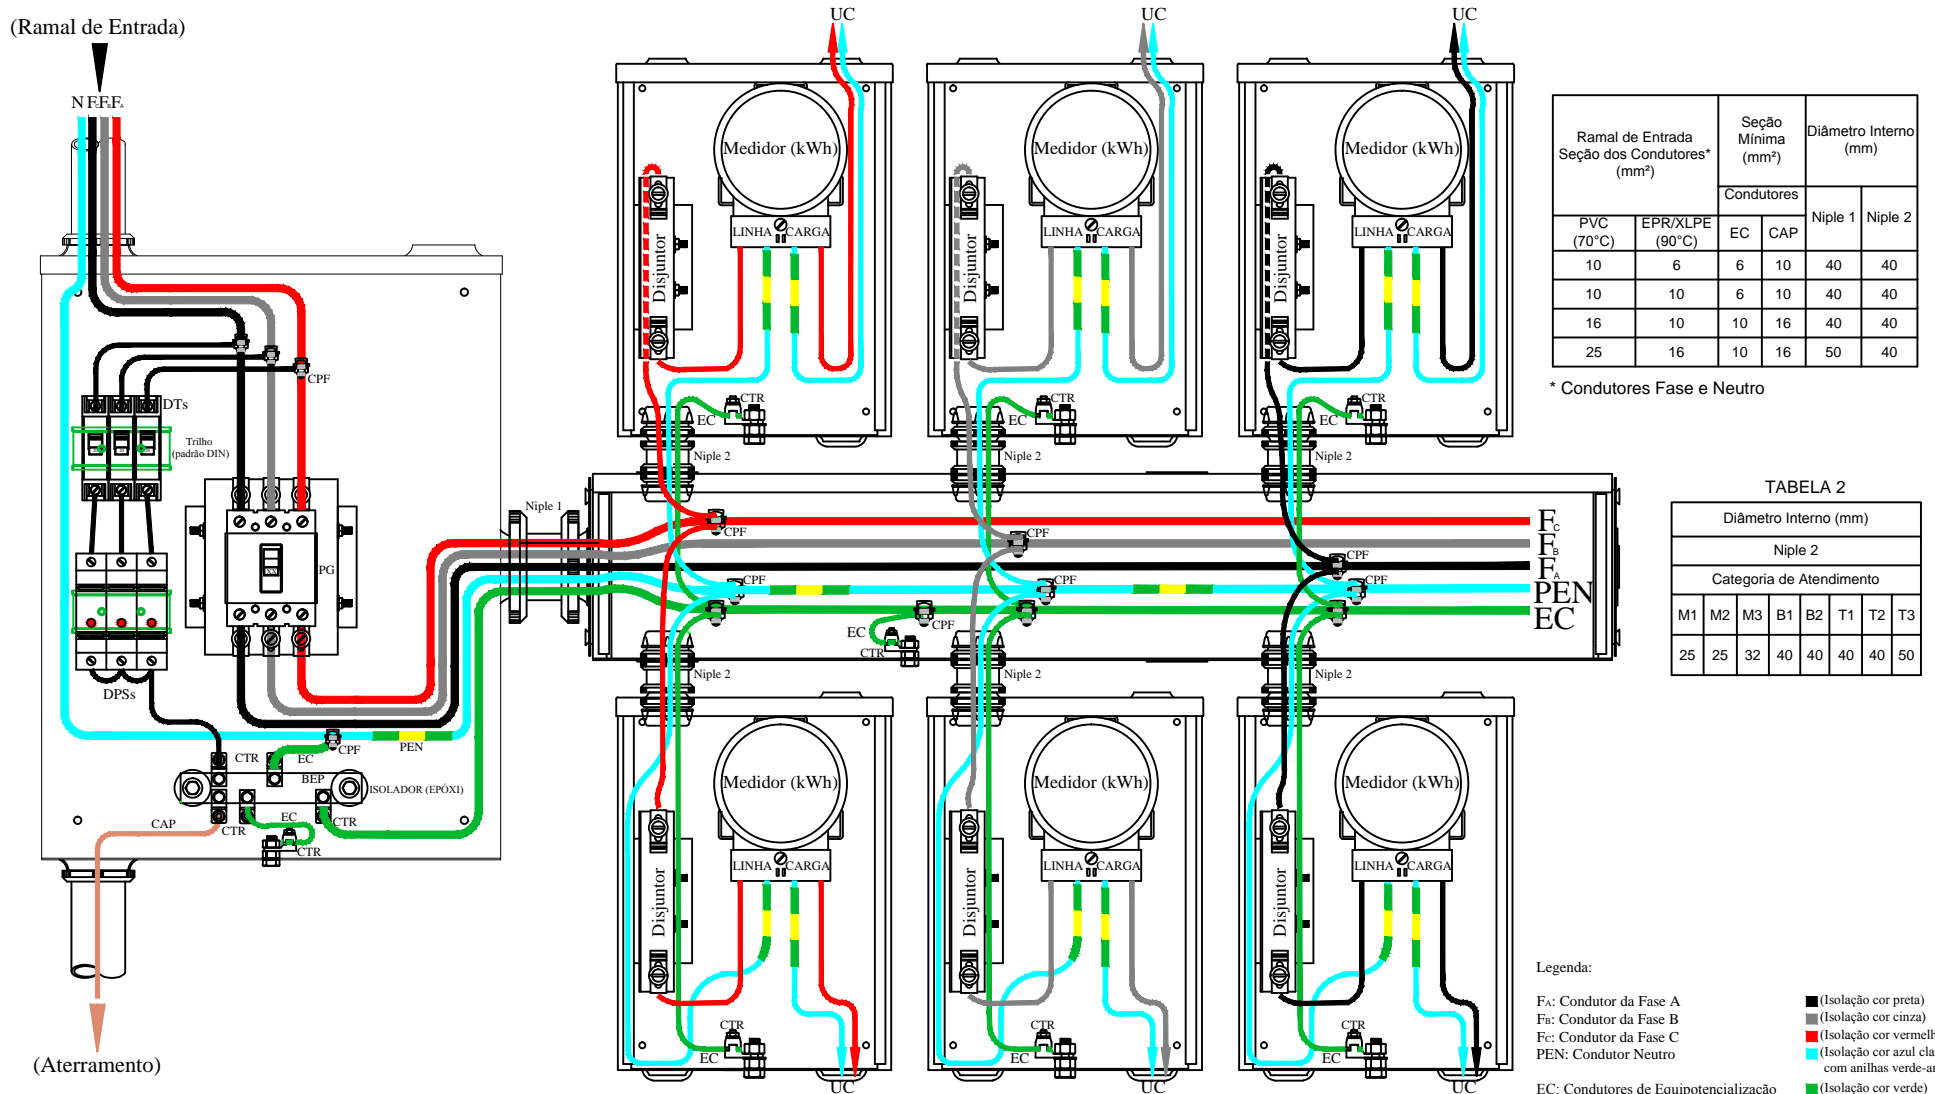 (Ramal de Entrada)
N
UC
UC
UC
Medidor (kWh)
Medidor (kWh)
Medidor (kWh)
LINHA
CARGA
LINHA
CARGA
LINHA
CARGA
Disjuntor
Disjuntor
Disjuntor
CTR
EC
CTR
EC
CTR
EC
Niple 2
Niple 2
Niple 2
CPF
DTs
Trilho
(padrão DIN)
PG
DPSs
CPF
PEN
CTR
EC
BEP
ISOLADOR (EPÓXI)
CAP
CTR
EC
CTR
CTR
(Aterramento)
Niple 1
CPF
CPF
CPF
CPF
CPF
CPF
EC
CPF
CTR
FC
FB
FA
PEN
EC
Niple 2
Niple 2
Niple 2
Medidor (kWh)
Medidor (kWh)
Medidor (kWh)
LINHA
CARGA
LINHA
CARGA
LINHA
CARGA
Disjuntor
Disjuntor
Disjuntor
CTR
EC
CTR
EC
CTR
EC
UC
UC
UC
Ramal de Entrada
Seção dos Condutores*
(mm²)
Seção
Mínima
(mm²)
Diâmetro Interno
(mm)
Condutores
Niple 1
Niple 2
PVC
(70°C)
EPR/XLPE
(90°C)
EC
CAP
10 6 6 10 40 40
10 10 6 10 40 40
16 10 10 16 40 40
25 16 10 16 50 40
* Condutores Fase e Neutro
TABELA 2
Diâmetro Interno (mm)
Niple 2
Categoria de Atendimento
M1 M2 M3 B1 B2 T1 T2 T3
25 25 32 40 40 40 40 50
Legenda:
FA: Condutor da Fase A
(Isolação cor preta)
FB: Condutor da Fase B
(Isolação cor cinza)
FC: Condutor da Fase C
(Isolação cor vermelh
PEN: Condutor Neutro
(Isolação cor azul cla
com anilhas verde-a
EC: Condutores de Equipotencialização
(Isolação cor verde)